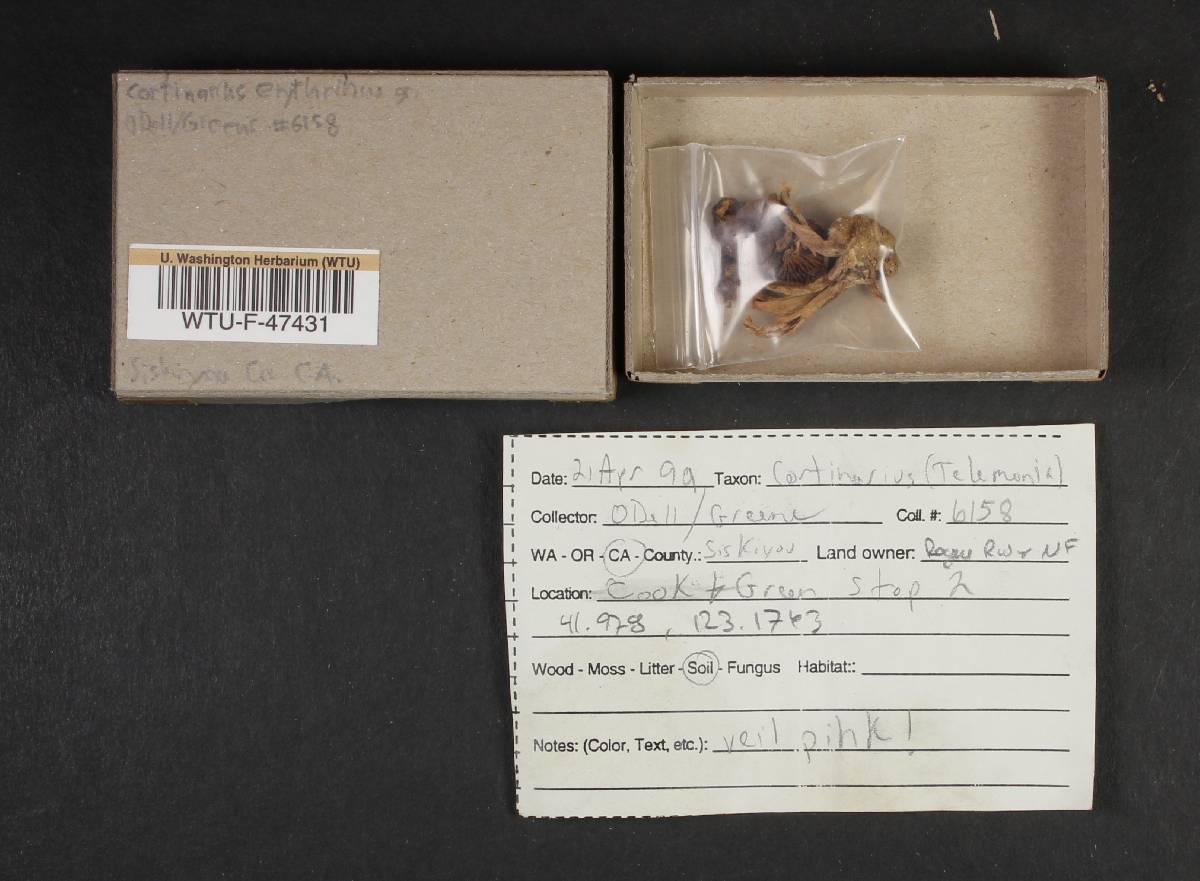 Cortinarius erythrinus gr.
ODell/Greene #6158
U. Washington Herbarium (WTU)
WTU-F-47431
Siskiyou Co CA.
Date: 21 Apr 99 Taxon: Cortinarius (Telemonia)
Collector: ODell / Greene Coll. #: 6158
WA - OR - CA - County.: Siskiyou Land owner: Rogue Rvr NF
Location: Cook & Green Stop 2
41.978, 123.1743
Wood - Moss - Litter - Soil - Fungus Habitat::
Notes: (Color, Text, etc.): veil pink!